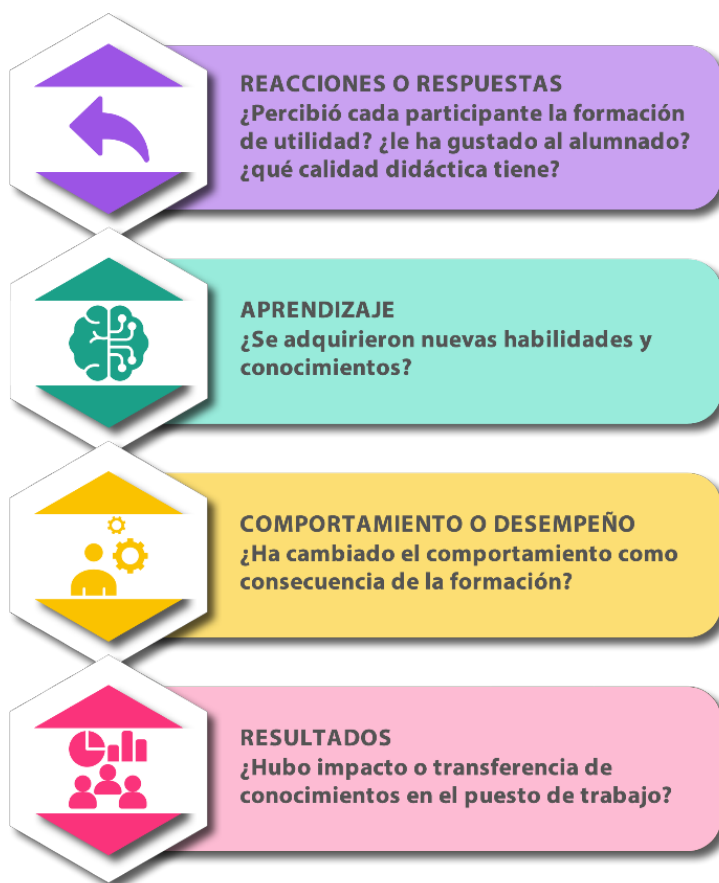 REACCIONES O RESPUESTAS
¿Percibió cada participante la formación
de utilidad? ¿le ha gustado al alumnado?
¿qué calidad didáctica tiene?
APRENDIZAJE
¿Se adquirieron nuevas habilidades y
conocimientos?
COMPORTAMIENTO O DESEMPEÑO
¿Ha cambiado el comportamiento como
consecuencia de la formación?
RESULTADOS
¿Hubo impacto o transferencia de
conocimientos en el puesto de trabajo?